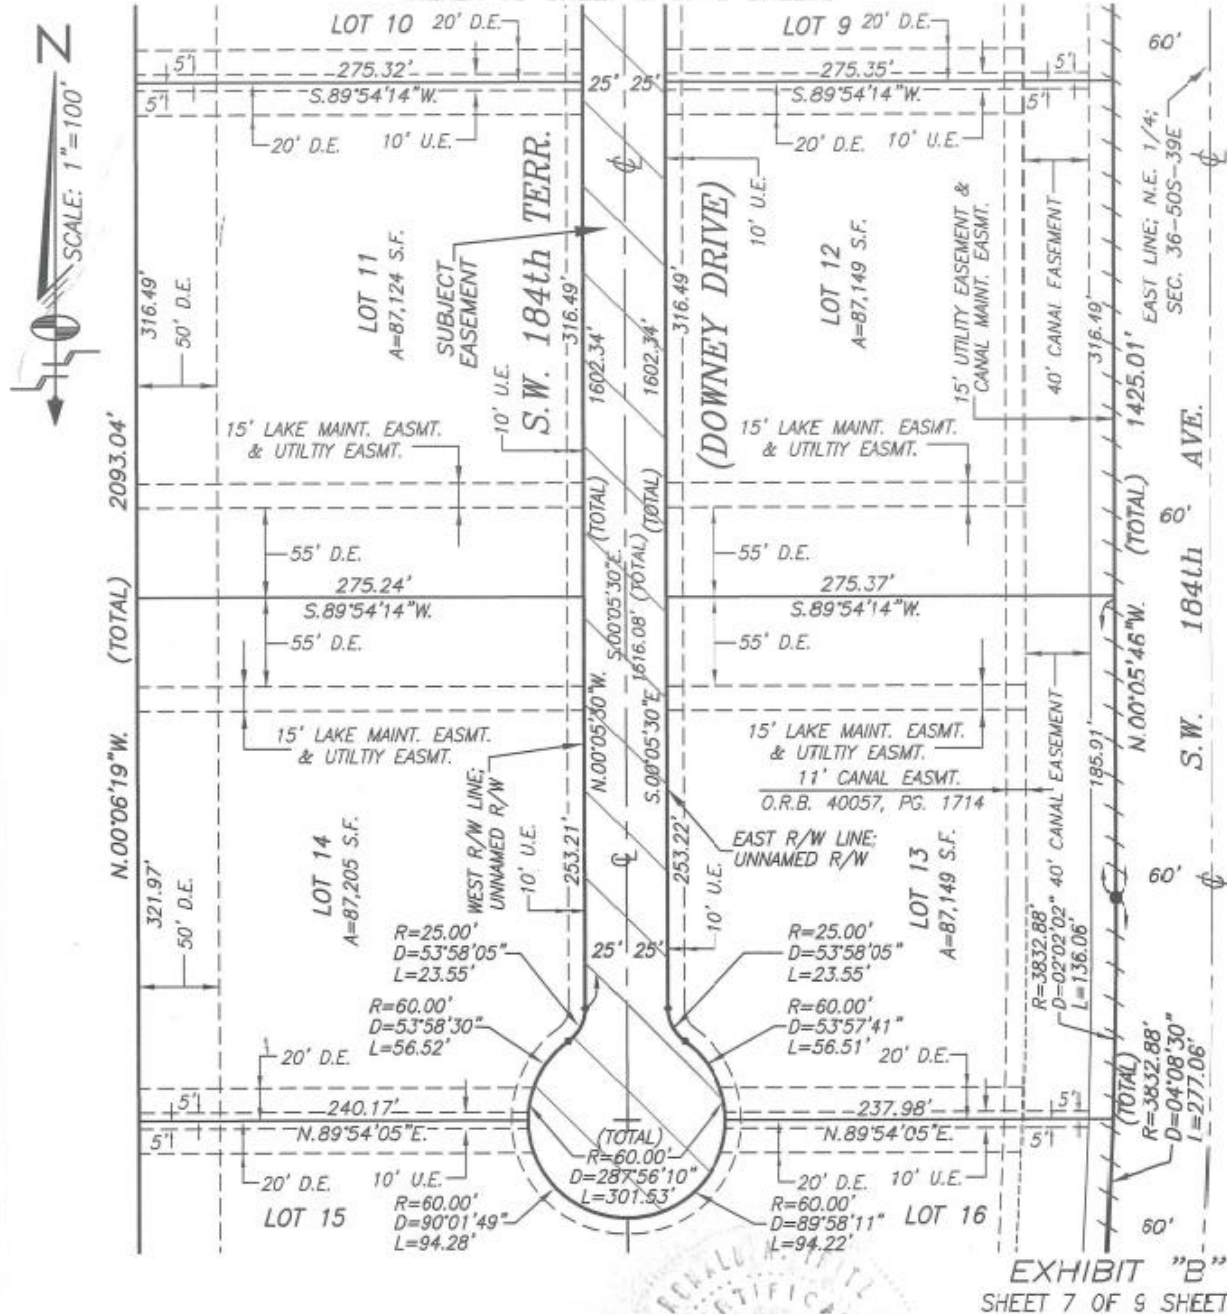 LOT 10
20' D.E.
LOT 9
20' D.E.
60'
N
SCALE: 1"=100'
5'
275.32'
25'
25'
275.35'
5'
5'
S.89°54'14"W.
S.89°54'14"W.
5'
20' D.E.
10' U.E.
20' D.E.
10' U.E.
EAST LINE; N.E. 1/4;
SEC. 36-50S-39E
℄
℄
316.49'
50' D.E.
LOT 11
A=87,124 S.F.
SUBJECT
EASEMENT
S.W. 184th TERR.
316.49'
1602.34'
1602.34'
316.49'
(DOWNEY DRIVE)
10' U.E.
LOT 12
A=87,149 S.F.
15' UTILITY EASEMENT &
CANAL MAINT. EASMT.
40' CANAL EASEMENT
316.49'
1425.01'
2093.04'
15' LAKE MAINT. EASMT.
& UTILTIY EASMT.
10' U.E.
15' LAKE MAINT. EASMT.
& UTILTIY EASMT.
(TOTAL)
(TOTAL)
(TOTAL)
(TOTAL)
60'
S.W. 184th AVE.
55' D.E.
55' D.E.
275.24'
S.89°54'14"W.
275.37'
S.89°54'14"W.
S.00°05'30"E.
1616.08' (TOTAL)
55' D.E.
55' D.E.
N.00°05'30"W.
S.00°05'30"E.
N.00°05'46"W.
15' LAKE MAINT. EASMT.
& UTILTIY EASMT.
15' LAKE MAINT. EASMT.
& UTILTIY EASMT.
11' CANAL EASMT.
O.R.B. 40057, PG. 1714
N.00°06'19"W.
WEST R/W LINE;
UNNAMED R/W
EAST R/W LINE;
UNNAMED R/W
40' CANAL EASEMENT
185.91'
321.97'
50' D.E.
LOT 14
A=87,205 S.F.
10' U.E.
253.21'
℄
253.22'
10' U.E.
LOT 13
A=87,149 S.F.
60'
℄
R=25.00'
D=53°58'05"
L=23.55'
25'
25'
R=25.00'
D=53°58'05"
L=23.55'
R=3832.88'
D=02°02'02"
L=136.06'
R=60.00'
D=53°58'30"
L=56.52'
R=60.00'
D=53°57'41"
L=56.51'
20' D.E.
20' D.E.
(TOTAL)
R=3832.88'
D=04°08'30"
L=277.06'
5'
240.17'
237.98'
5'
5'
N.89°54'05"E.
N.89°54'05"E.
5'
(TOTAL)
R=60.00'
D=287°56'10"
L=301.53'
20' D.E.
10' U.E.
20' D.E.
10' U.E.
LOT 15
R=60.00'
D=90°01'49"
L=94.28'
R=60.00'
D=89°58'11"
L=94.22'
LOT 16
60'
EXHIBIT "B"
SHEET 7 OF 9 SHEET